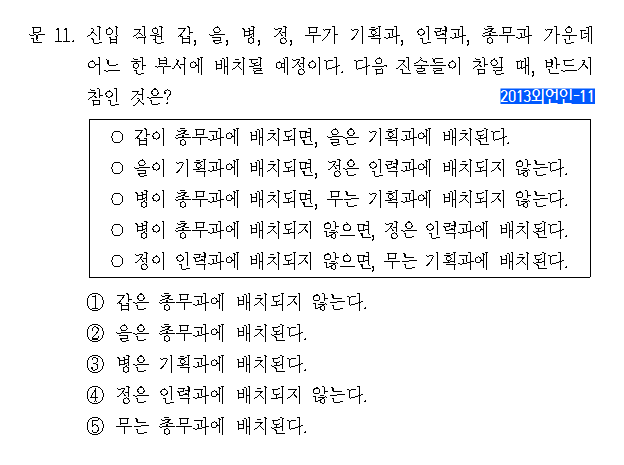 문 11. 신입 직원 갑, 을, 병, 정, 무가 기획과, 인력과, 총무과 가운데
어느 한 부서에 배치될 예정이다. 다음 진술들이 참일 때, 반드시
참인 것은?
2013외언인-11
○ 갑이 총무과에 배치되면, 을은 기획과에 배치된다.
○ 을이 기획과에 배치되면, 정은 인력과에 배치되지 않는다.
○ 병이 총무과에 배치되면, 무는 기획과에 배치되지 않는다.
○ 병이 총무과에 배치되지 않으면, 정은 인력과에 배치된다.
○ 정이 인력과에 배치되지 않으면, 무는 기획과에 배치된다.
① 갑은 총무과에 배치되지 않는다.
② 을은 총무과에 배치된다.
③ 병은 기획과에 배치된다.
④ 정은 인력과에 배치되지 않는다.
⑤ 무는 총무과에 배치된다.